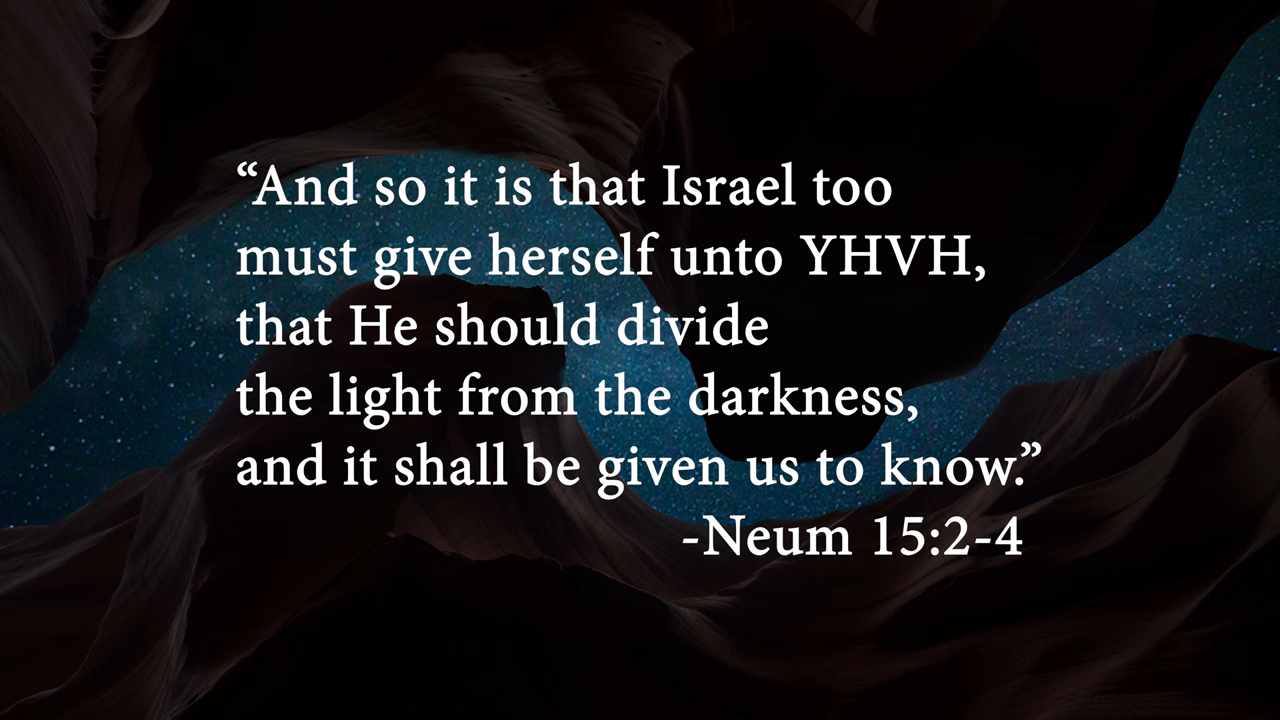 “And so it is that Israel too
must give herself unto YHVH,
that He should divide
the light from the darkness,
and it shall be given us to know.”
-Neum 15:2-4